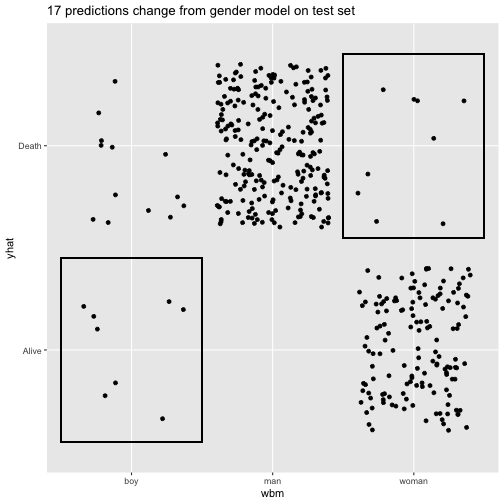 17 predictions change from gender model on test set
yhat
Death
Alive
boy man woman
wbm